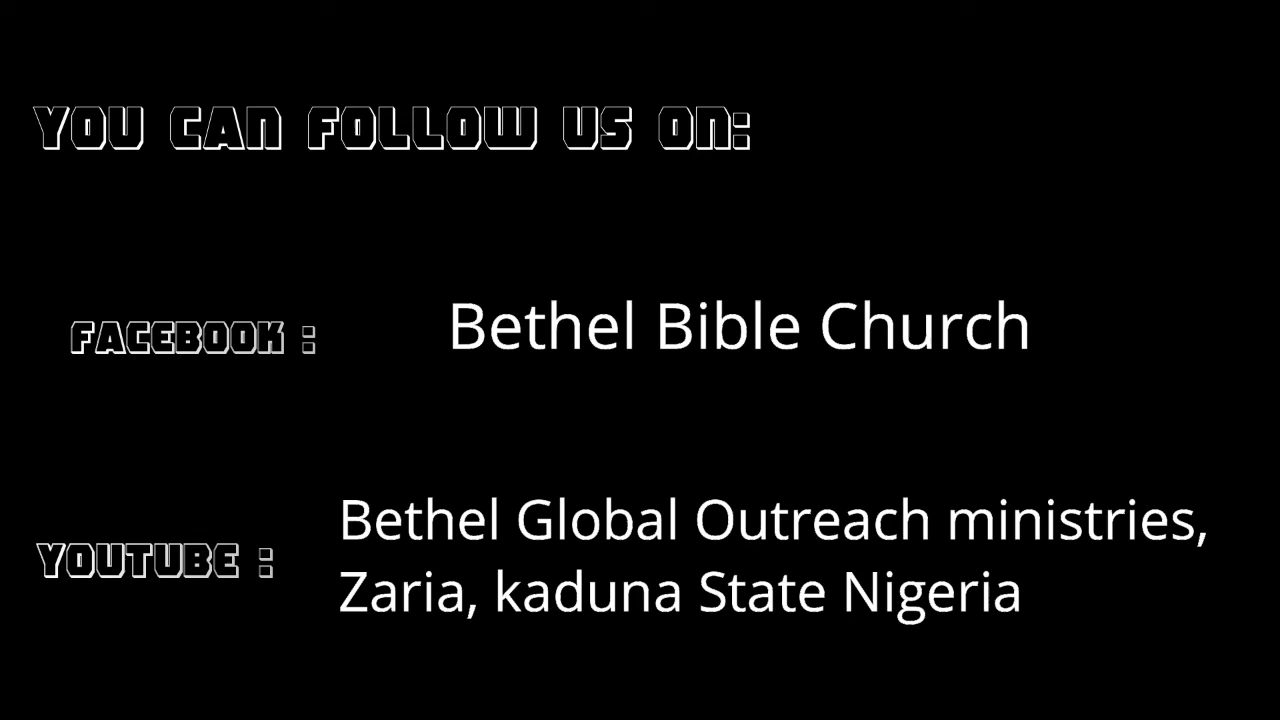 YOU CAN FOLLOW US ON:
FACEBOOK : Bethel Bible Church
YOUTUBE : Bethel Global Outreach ministries,
Zaria, kaduna State Nigeria